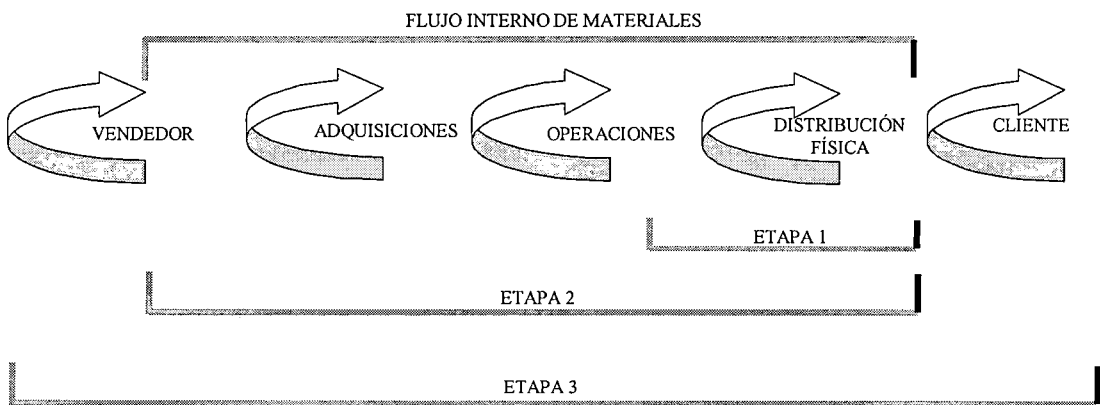 FLUJO INTERNO DE MATERIALES
VENDEDOR
ADQUISICIONES
OPERACIONES
DISTRIBUCIÓN
FÍSICA
CLIENTE
ETAPA 1
ETAPA 2
ETAPA 3